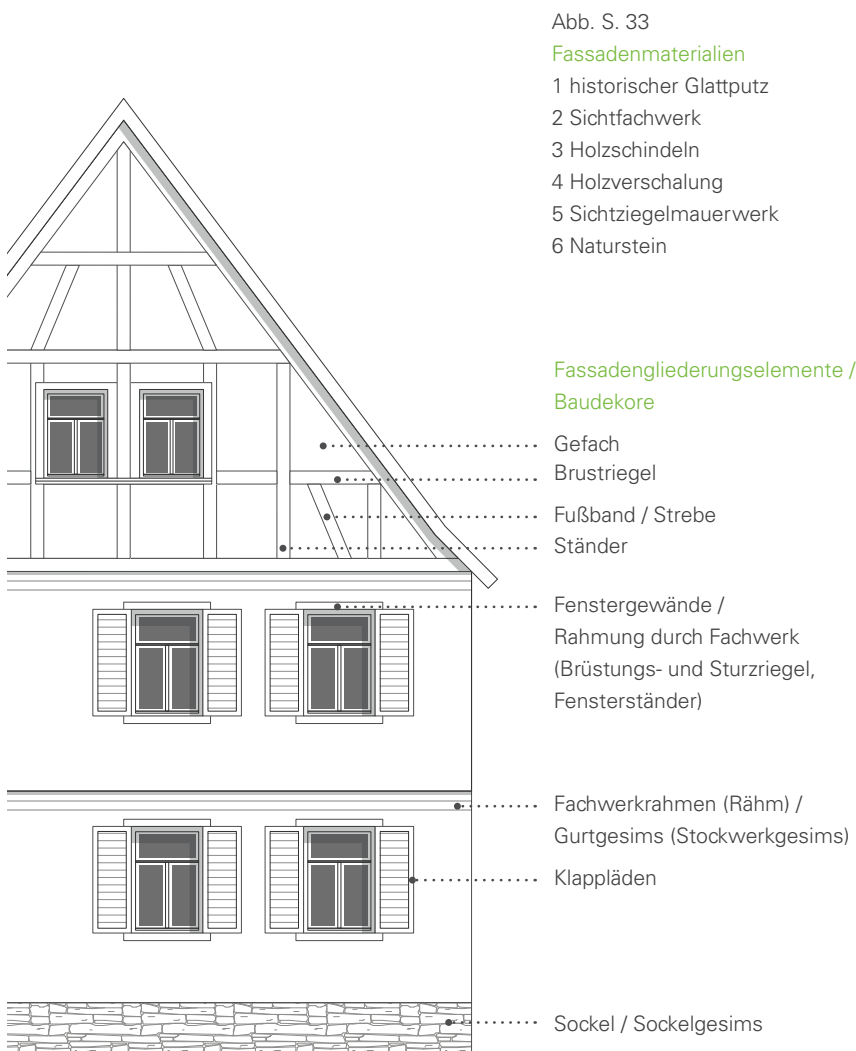 Abb. S. 33
Fassadenmaterialien
1 historischer Glattputz
2 Sichtfachwerk
3 Holzschindeln
4 Holzverschalung
5 Sichtziegelmauerwerk
6 Naturstein
Fassadengliederungselemente /
Baudekore
Gefach
Brustriegel
Fußband / Strebe
Ständer
Fenstergewände /
Rahmung durch Fachwerk
(Brüstungs- und Sturzriegel,
Fensterständer)
Fachwerkrahmen (Rähm) /
Gurtgesims (Stockwerkgesims)
Klappläden
Sockel / Sockelgesims